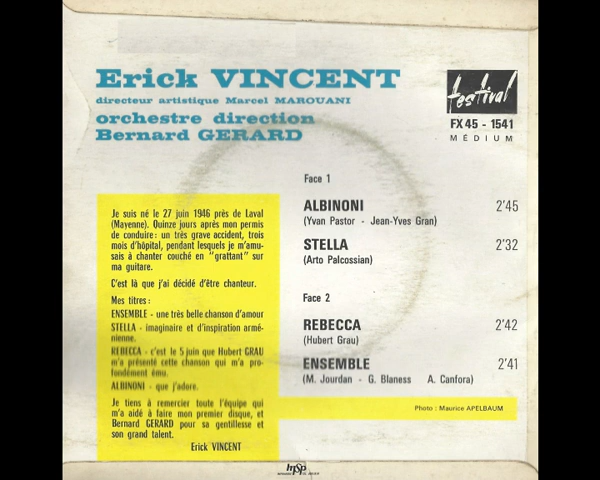 Erick VINCENT
directeur artistique Marcel MAROUANI
orchestre direction
Bernard GERARD
festival
FX 45 - 1541
MÉDIUM
Je suis né le 27 juin 1946 près de Laval
(Mayenne). Quinze jours après mon permis
de conduire : un très grave accident, trois
mois d'hôpital, pendant lesquels je m'amu-
sais à chanter couché en "grattant" sur
ma guitare.
C'est là que j'ai décidé d'être chanteur.
Mes titres :
ENSEMBLE - une très belle chanson d'amour
STELLA - imaginaire et d'inspiration armé-
nienne.
REBECCA - c'est le 5 juin que Hubert GRAU
m'a présenté cette chanson qui m'a pro-
fondément ému.
ALBINONI - que j'adore.
Je tiens à remercier toute l'équipe qui
m'a aidé à faire mon premier disque, et
Bernard GERARD pour sa gentillesse et
son grand talent.
Erick VINCENT
Face 1
ALBINONI 2'45
(Yvan Pastor - Jean-Yves Gran)
STELLA 2'32
(Arto Palcossian)
Face 2
REBECCA 2'42
(Hubert Grau)
ENSEMBLE 2'41
(M. Jourdan - G. Blaness A. Canfora)
Photo : Maurice APELBAUM
msp